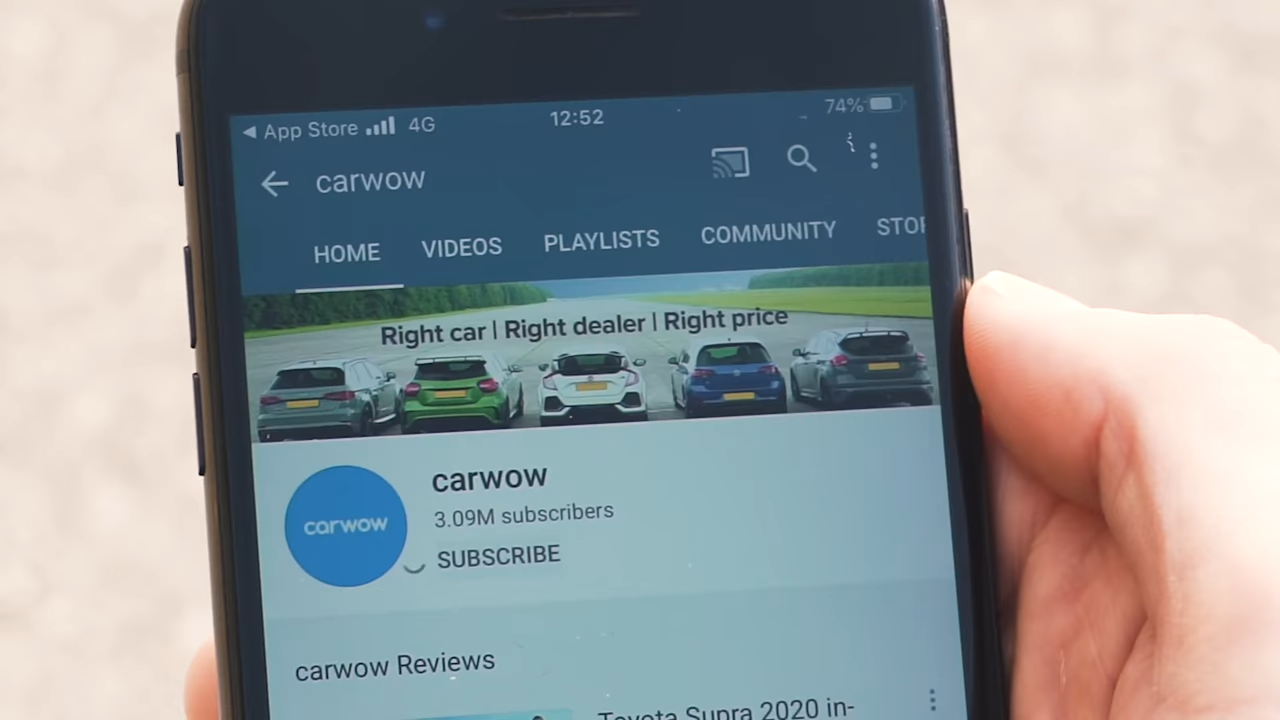 App Store 4G 12:52 74%
carwow
HOME VIDEOS PLAYLISTS COMMUNITY STOR
Right car | Right dealer | Right price
carwow
carwow
3.09M subscribers
SUBSCRIBE
carwow Reviews
Toyota Supra 2020 in-